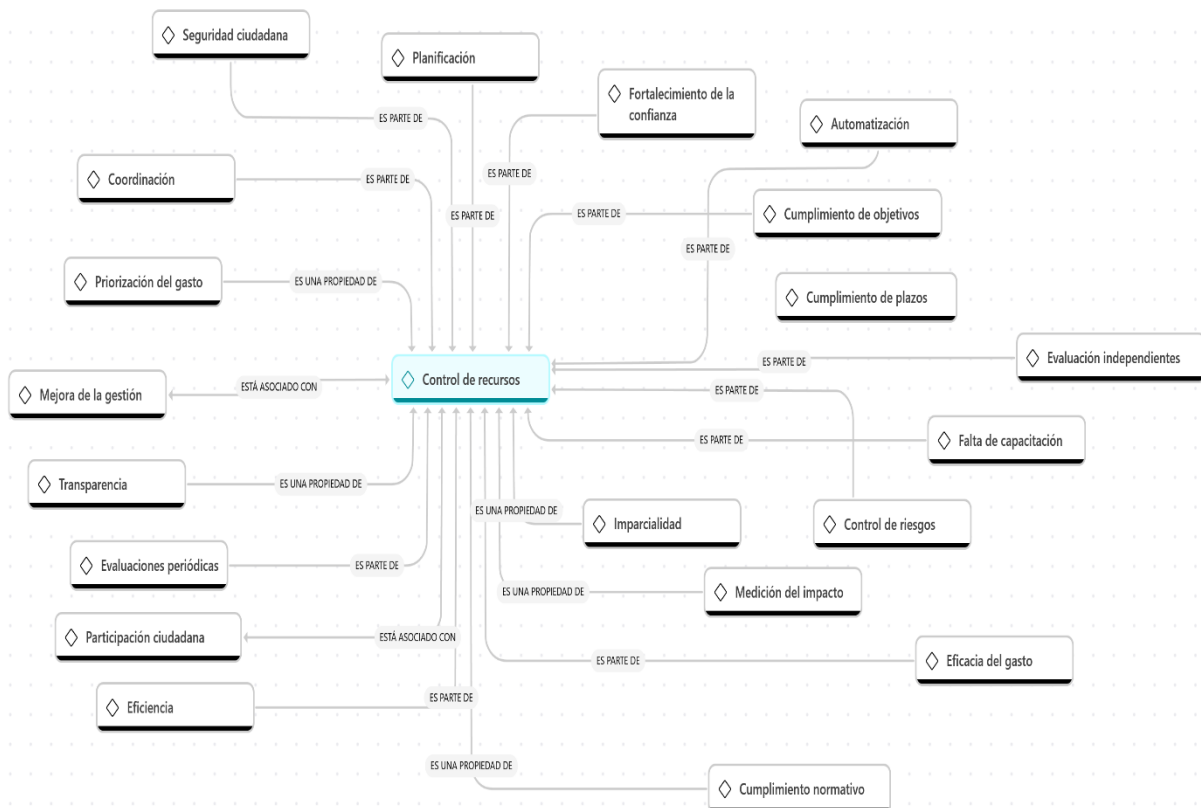 Seguridad ciudadana
Planificación
Fortalecimiento de la
confianza
Automatización
ES PARTE DE
ES PARTE DE
Coordinación
ES PARTE DE
ES PARTE DE
ES PARTE DE
Cumplimiento de objetivos
ES PARTE DE
ES PARTE DE
Priorización del gasto
ES UNA PROPIEDAD DE
Cumplimiento de plazos
ES PARTE DE
Evaluación independientes
Control de recursos
Mejora de la gestión
ESTÁ ASOCIADO CON
ES PARTE DE
ES PARTE DE
Falta de capacitación
Transparencia
ES UNA PROPIEDAD DE
ES UNA PROPIEDAD DE
Imparcialidad
Control de riesgos
Evaluaciones periódicas
ES PARTE DE
ES UNA PROPIEDAD DE
Medición del impacto
Participación ciudadana
ESTÁ ASOCIADO CON
ES PARTE DE
Eficacia del gasto
Eficiencia
ES PARTE DE
ES UNA PROPIEDAD DE
Cumplimiento normativo